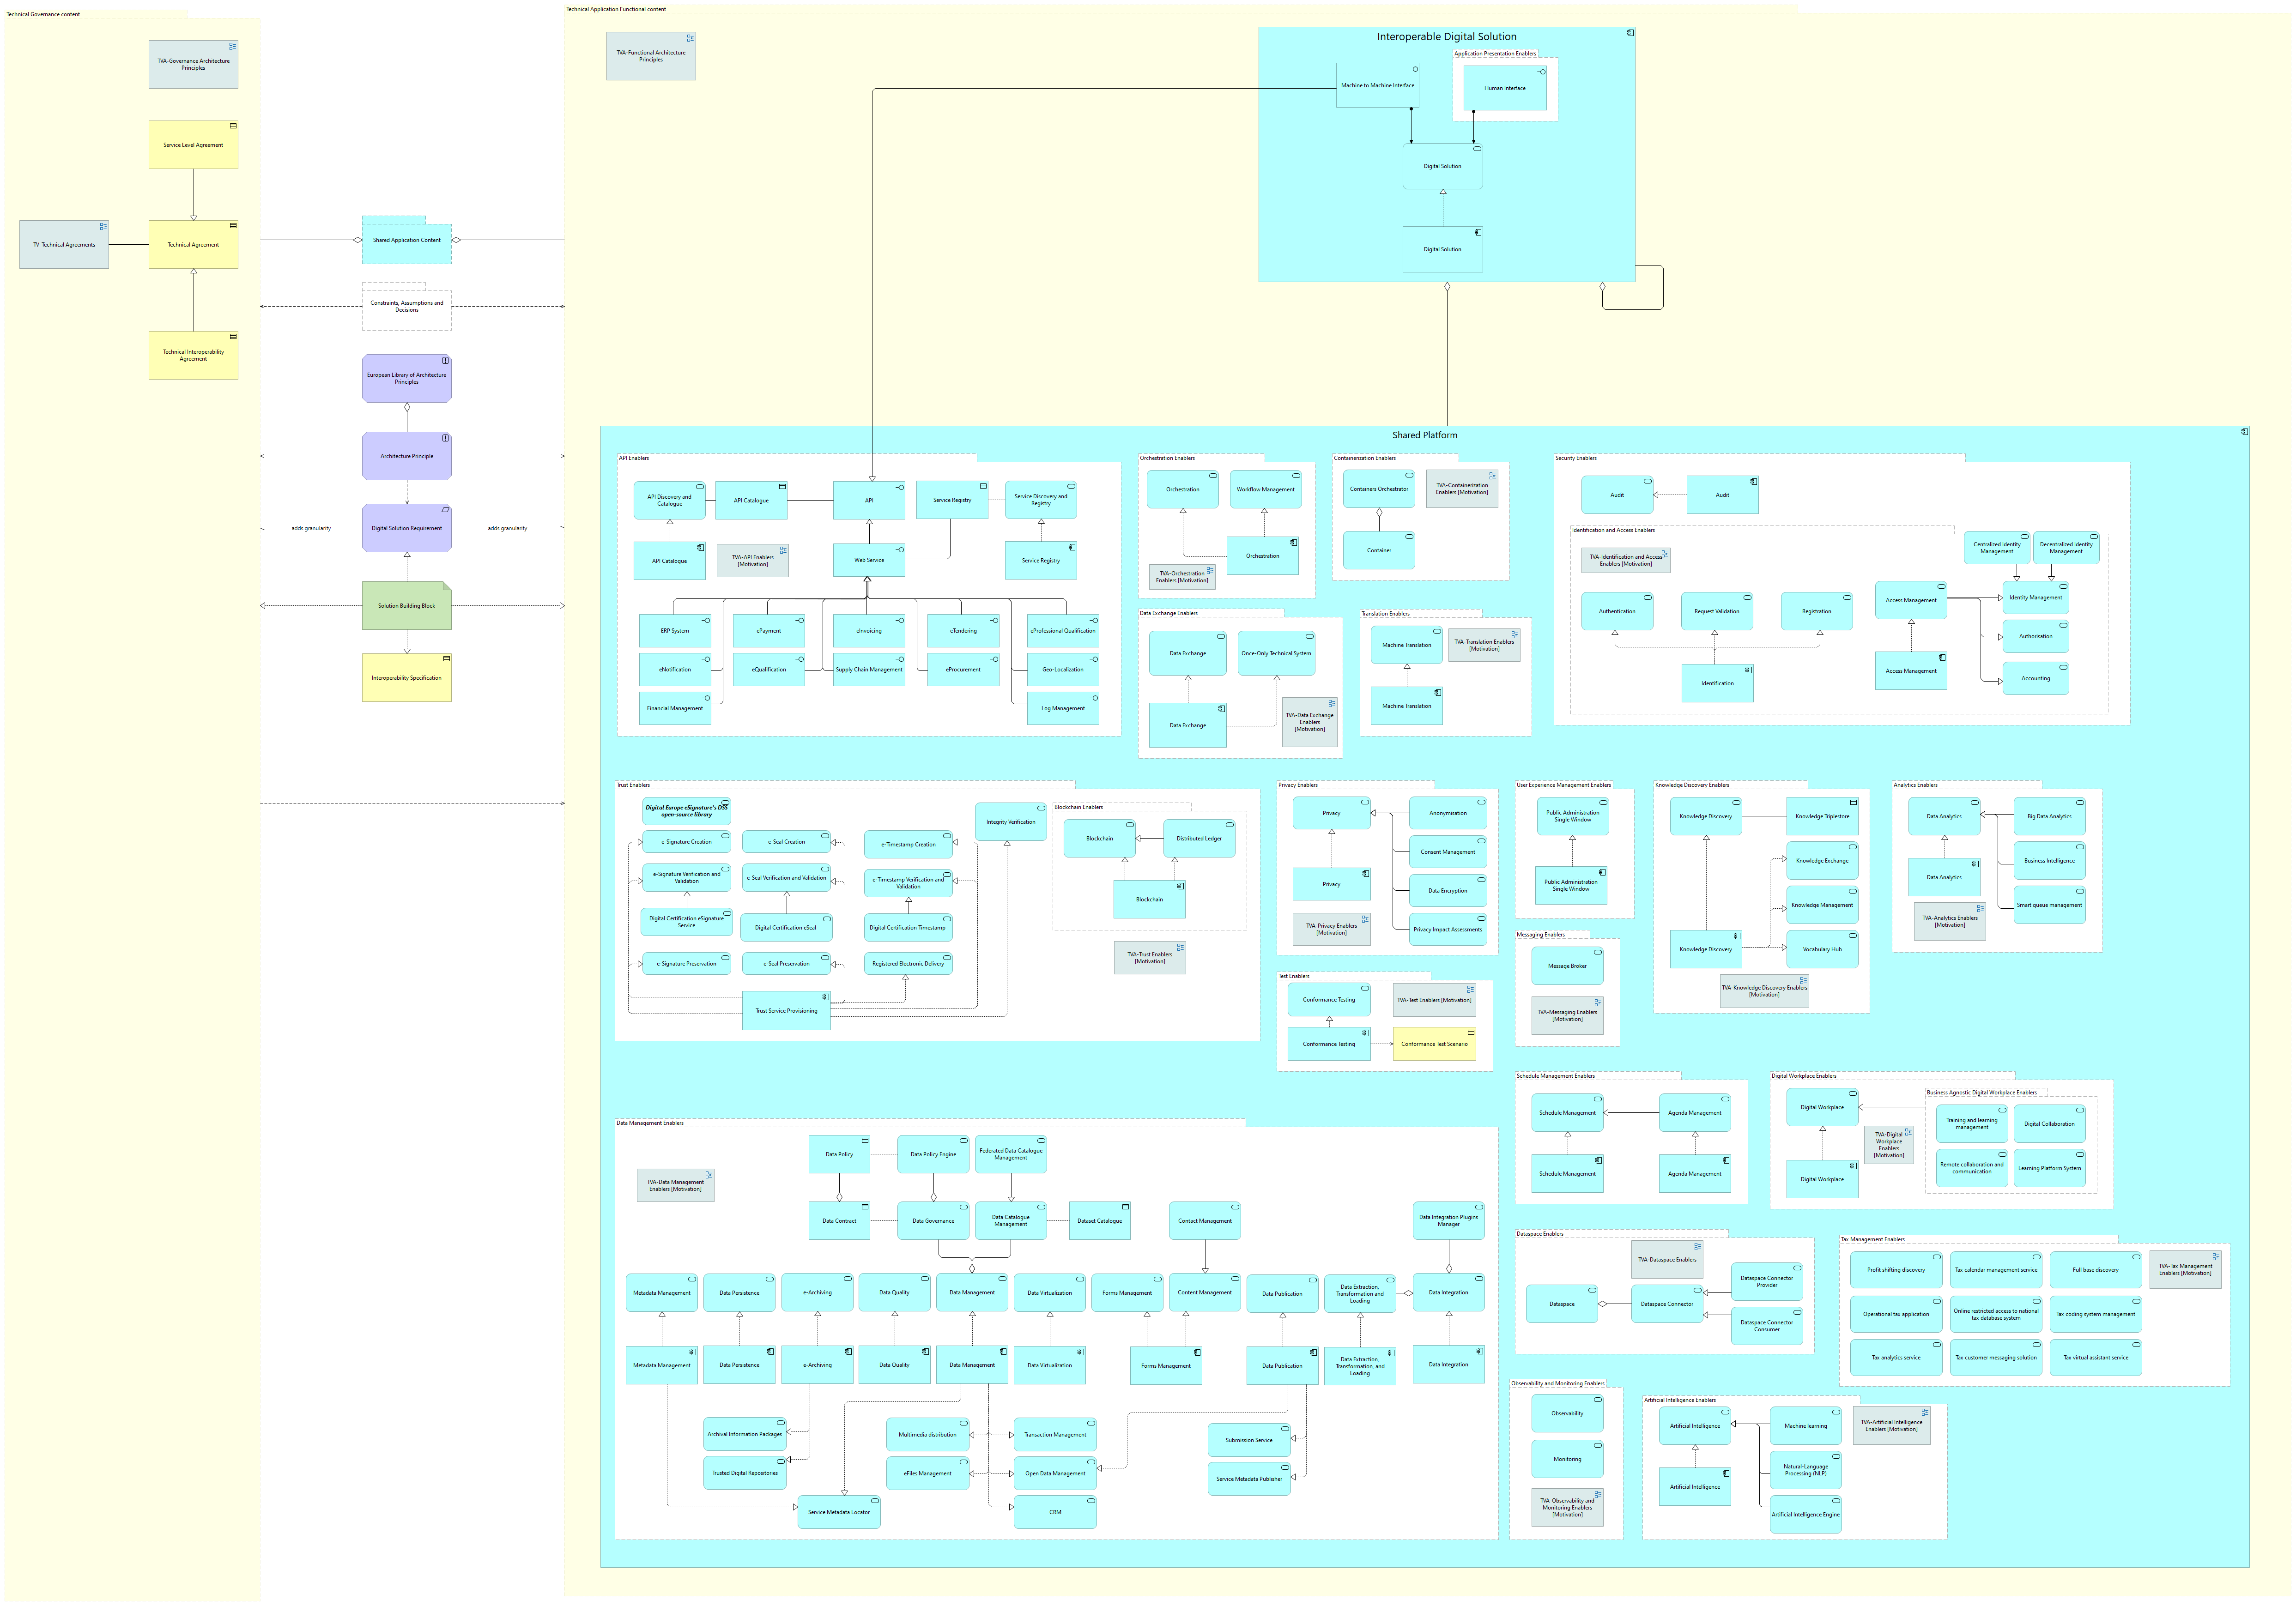 Technical Governance content
TVA-Governance Architecture
Principles
Service Level Agreement
TV-Technical Agreements
Technical Agreement
Technical Interoperability
Agreement
Shared Application Content
Constraints, Assumptions and
Decisions
European Library of Architecture
Principles
Architecture Principle
adds granularity
Digital Solution Requirement
adds granularity
Solution Building Block
Interoperability Specification
Technical Application Functional content
TVA-Functional Architecture
Principles
Interoperable Digital Solution
Application Presentation Enablers
Machine to Machine Interface
Human Interface
Digital Solution
Digital Solution
Shared Platform
API Enablers
API Discovery and
Catalogue
API Catalogue
API
Service Registry
Service Discovery and
Registry
API Catalogue
TVA-API Enablers
[Motivation]
Web Service
Service Registry
ERP System
ePayment
eInvoicing
eTendering
eProfessional Qualification
eNotification
eQualification
Supply Chain Management
eProcurement
Geo-Localization
Financial Management
Log Management
Orchestration Enablers
Orchestration
Workflow Management
Orchestration
TVA-Orchestration
Enablers [Motivation]
Containerization Enablers
Containers Orchestrator
TVA-Containerization
Enablers [Motivation]
Container
Data Exchange Enablers
Data Exchange
Once-Only Technical System
Data Exchange
TVA-Data Exchange
Enablers
[Motivation]
Translation Enablers
Machine Translation
TVA-Translation Enablers
[Motivation]
Machine Translation
Security Enablers
Audit
Audit
Identification and Access Enablers
TVA-Identification and Access
Enablers [Motivation]
Centralized Identity
Management
Decentralized Identity
Management
Authentication
Request Validation
Registration
Access Management
Identity Management
Authorisation
Identification
Access Management
Accounting
Trust Enablers
Digital Europe eSignature's DSS
open-source library
e-Signature Creation
e-Seal Creation
e-Timestamp Creation
Integrity Verification
e-Signature Verification and
Validation
e-Seal Verification and Validation
e-Timestamp Verification and
Validation
Digital Certification eSignature
Service
Digital Certification eSeal
Digital Certification Timestamp
e-Signature Preservation
e-Seal Preservation
Registered Electronic Delivery
Trust Service Provisioning
Blockchain Enablers
Blockchain
Distributed Ledger
Blockchain
TVA-Trust Enablers
[Motivation]
Privacy Enablers
Privacy
Anonymisation
Consent Management
Privacy
Data Encryption
TVA-Privacy Enablers
[Motivation]
Privacy Impact Assessments
Test Enablers
Conformance Testing
TVA-Test Enablers [Motivation]
Conformance Testing
Conformance Test Scenario
User Experience Management Enablers
Public Administration
Single Window
Public Administration
Single Window
Messaging Enablers
Message Broker
TVA-Messaging Enablers
[Motivation]
Knowledge Discovery Enablers
Knowledge Discovery
Knowledge Triplestore
Knowledge Exchange
Knowledge Management
Knowledge Discovery
Vocabulary Hub
TVA-Knowledge Discovery Enablers
[Motivation]
Analytics Enablers
Data Analytics
Big Data Analytics
Business Intelligence
Data Analytics
Smart queue management
TVA-Analytics Enablers
[Motivation]
Data Management Enablers
TVA-Data Management
Enablers [Motivation]
Data Policy
Data Policy Engine
Federated Data Catalogue
Management
Data Contract
Data Governance
Data Catalogue
Management
Dataset Catalogue
Contact Management
Data Integration Plugins
Manager
Metadata Management
Data Persistence
e-Archiving
Data Quality
Data Management
Data Virtualization
Forms Management
Content Management
Data Publication
Data Extraction,
Transformation and
Loading
Data Integration
Metadata Management
Data Persistence
e-Archiving
Data Quality
Data Management
Data Virtualization
Forms Management
Data Publication
Data Extraction,
Transformation, and
Loading
Data Integration
Archival Information Packages
Multimedia distribution
Transaction Management
Submission Service
Trusted Digital Repositories
eFiles Management
Open Data Management
Service Metadata Publisher
Service Metadata Locator
CRM
Schedule Management Enablers
Schedule Management
Agenda Management
Schedule Management
Agenda Management
Digital Workplace Enablers
Digital Workplace
TVA-Digital
Workplace
Enablers
[Motivation]
Digital Workplace
Business Agnostic Digital Workplace Enablers
Training and learning
management
Digital Collaboration
Remote collaboration and
communication
Learning Platform System
Dataspace Enablers
TVA-Dataspace Enablers
Dataspace
Dataspace Connector
Dataspace Connector
Provider
Dataspace Connector
Consumer
Tax Management Enablers
Profit shifting discovery
Tax calendar management service
Full base discovery
TVA-Tax Management
Enablers [Motivation]
Operational tax application
Online restricted access to national
tax database system
Tax coding system management
Tax analytics service
Tax customer messaging solution
Tax virtual assistant service
Observability and Monitoring Enablers
Observability
Monitoring
TVA-Observability and
Monitoring Enablers
[Motivation]
Artificial Intelligence Enablers
Artificial Intelligence
Machine learning
TVA-Artificial Intelligence
Enablers [Motivation]
Natural-Language
Processing (NLP)
Artificial Intelligence
Artificial Intelligence Engine